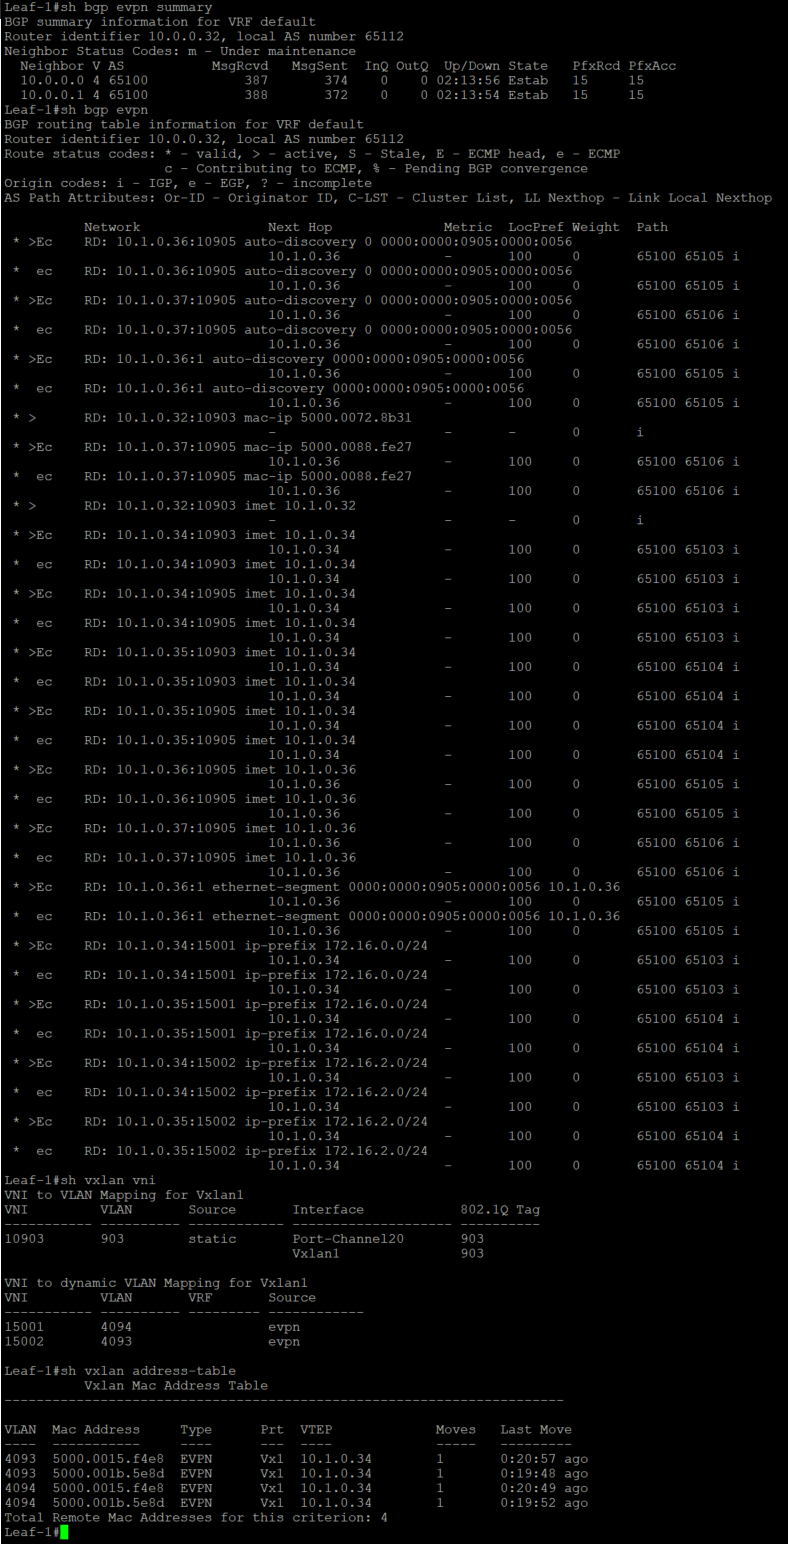 Leaf-1#sh bgp evpn summary
BGP summary information for VRF default
Router identifier 10.0.0.32, local AS number 65112
Neighbor Status Codes: m - Under maintenance
  Neighbor V AS           MsgRcvd   MsgSent  InQ OutQ  Up/Down State   PfxRcd PfxAcc
  10.0.0.0 4 65100            387       374    0    0 02:13:56 Estab   15     15
  10.0.0.1 4 65100            388       372    0    0 02:13:54 Estab   15     15
Leaf-1#sh bgp evpn
BGP routing table information for VRF default
Router identifier 10.0.0.32, local AS number 65112
Route status codes: * - valid, > - active, S - Stale, E - ECMP head, e - ECMP
                    c - Contributing to ECMP, % - Pending BGP convergence
Origin codes: i - IGP, e - EGP, ? - incomplete
AS Path Attributes: Or-ID - Originator ID, C-LST - Cluster List, LL Nexthop - Link Local Nexthop
          Network                Next Hop              Metric  LocPref Weight  Path
 * >Ec    RD: 10.1.0.36:10905 auto-discovery 0 0000:0000:0905:0000:0056
                                 10.1.0.36             -       100     0       65100 65105 i
 *  ec    RD: 10.1.0.36:10905 auto-discovery 0 0000:0000:0905:0000:0056
                                 10.1.0.36             -       100     0       65100 65105 i
 * >Ec    RD: 10.1.0.37:10905 auto-discovery 0 0000:0000:0905:0000:0056
                                 10.1.0.36             -       100     0       65100 65106 i
 *  ec    RD: 10.1.0.37:10905 auto-discovery 0 0000:0000:0905:0000:0056
                                 10.1.0.36             -       100     0       65100 65106 i
 * >Ec    RD: 10.1.0.36:1 auto-discovery 0000:0000:0905:0000:0056
                                 10.1.0.36             -       100     0       65100 65105 i
 *  ec    RD: 10.1.0.36:1 auto-discovery 0000:0000:0905:0000:0056
                                 10.1.0.36             -       100     0       65100 65105 i
 * >      RD: 10.1.0.32:10903 mac-ip 5000.0072.8b31
                                 -                     -       -       0       i
 * >Ec    RD: 10.1.0.37:10905 mac-ip 5000.0088.fe27
                                 10.1.0.36             -       100     0       65100 65106 i
 *  ec    RD: 10.1.0.37:10905 mac-ip 5000.0088.fe27
                                 10.1.0.36             -       100     0       65100 65106 i
 * >      RD: 10.1.0.32:10903 imet 10.1.0.32
                                 -                     -       -       0       i
 * >Ec    RD: 10.1.0.34:10903 imet 10.1.0.34
                                 10.1.0.34             -       100     0       65100 65103 i
 *  ec    RD: 10.1.0.34:10903 imet 10.1.0.34
                                 10.1.0.34             -       100     0       65100 65103 i
 * >Ec    RD: 10.1.0.34:10905 imet 10.1.0.34
                                 10.1.0.34             -       100     0       65100 65103 i
 *  ec    RD: 10.1.0.34:10905 imet 10.1.0.34
                                 10.1.0.34             -       100     0       65100 65103 i
 * >Ec    RD: 10.1.0.35:10903 imet 10.1.0.34
                                 10.1.0.34             -       100     0       65100 65104 i
 *  ec    RD: 10.1.0.35:10903 imet 10.1.0.34
                                 10.1.0.34             -       100     0       65100 65104 i
 * >Ec    RD: 10.1.0.35:10905 imet 10.1.0.34
                                 10.1.0.34             -       100     0       65100 65104 i
 *  ec    RD: 10.1.0.35:10905 imet 10.1.0.34
                                 10.1.0.34             -       100     0       65100 65104 i
 * >Ec    RD: 10.1.0.36:10905 imet 10.1.0.36
                                 10.1.0.36             -       100     0       65100 65105 i
 *  ec    RD: 10.1.0.36:10905 imet 10.1.0.36
                                 10.1.0.36             -       100     0       65100 65105 i
 * >Ec    RD: 10.1.0.37:10905 imet 10.1.0.36
                                 10.1.0.36             -       100     0       65100 65106 i
 *  ec    RD: 10.1.0.37:10905 imet 10.1.0.36
                                 10.1.0.36             -       100     0       65100 65106 i
 * >Ec    RD: 10.1.0.36:1 ethernet-segment 0000:0000:0905:0000:0056 10.1.0.36
                                 10.1.0.36             -       100     0       65100 65105 i
 *  ec    RD: 10.1.0.36:1 ethernet-segment 0000:0000:0905:0000:0056 10.1.0.36
                                 10.1.0.36             -       100     0       65100 65105 i
 * >Ec    RD: 10.1.0.34:15001 ip-prefix 172.16.0.0/24
                                 10.1.0.34             -       100     0       65100 65103 i
 *  ec    RD: 10.1.0.34:15001 ip-prefix 172.16.0.0/24
                                 10.1.0.34             -       100     0       65100 65103 i
 * >Ec    RD: 10.1.0.35:15001 ip-prefix 172.16.0.0/24
                                 10.1.0.34             -       100     0       65100 65104 i
 *  ec    RD: 10.1.0.35:15001 ip-prefix 172.16.0.0/24
                                 10.1.0.34             -       100     0       65100 65104 i
 * >Ec    RD: 10.1.0.34:15002 ip-prefix 172.16.2.0/24
                                 10.1.0.34             -       100     0       65100 65103 i
 *  ec    RD: 10.1.0.34:15002 ip-prefix 172.16.2.0/24
                                 10.1.0.34             -       100     0       65100 65103 i
 * >Ec    RD: 10.1.0.35:15002 ip-prefix 172.16.2.0/24
                                 10.1.0.34             -       100     0       65100 65104 i
 *  ec    RD: 10.1.0.35:15002 ip-prefix 172.16.2.0/24
                                 10.1.0.34             -       100     0       65100 65104 i
Leaf-1#sh vxlan vni
VNI to VLAN Mapping for Vxlan1
VNI         VLAN       Source       Interface            802.1Q Tag
----------- ---------- ------------ -------------------- ----------
10903       903        static       Port-Channel20       903
                                    Vxlan1               903
VNI to dynamic VLAN Mapping for Vxlan1
VNI         VLAN       VRF       Source
----------- ---------- --------- ------------
15001       4094                 evpn
15002       4093                 evpn
Leaf-1#sh vxlan address-table
          Vxlan Mac Address Table
----------------------------------------------------------------------
VLAN  Mac Address     Type      Prt  VTEP             Moves   Last Move
----  -----------     ----      ---  ----             -----   ---------
4093  5000.0015.f4e8  EVPN      Vx1  10.1.0.34        1       0:20:57 ago
4093  5000.001b.5e8d  EVPN      Vx1  10.1.0.34        1       0:19:48 ago
4094  5000.0015.f4e8  EVPN      Vx1  10.1.0.34        1       0:20:49 ago
4094  5000.001b.5e8d  EVPN      Vx1  10.1.0.34        1       0:19:52 ago
Total Remote Mac Addresses for this criterion: 4
Leaf-1#